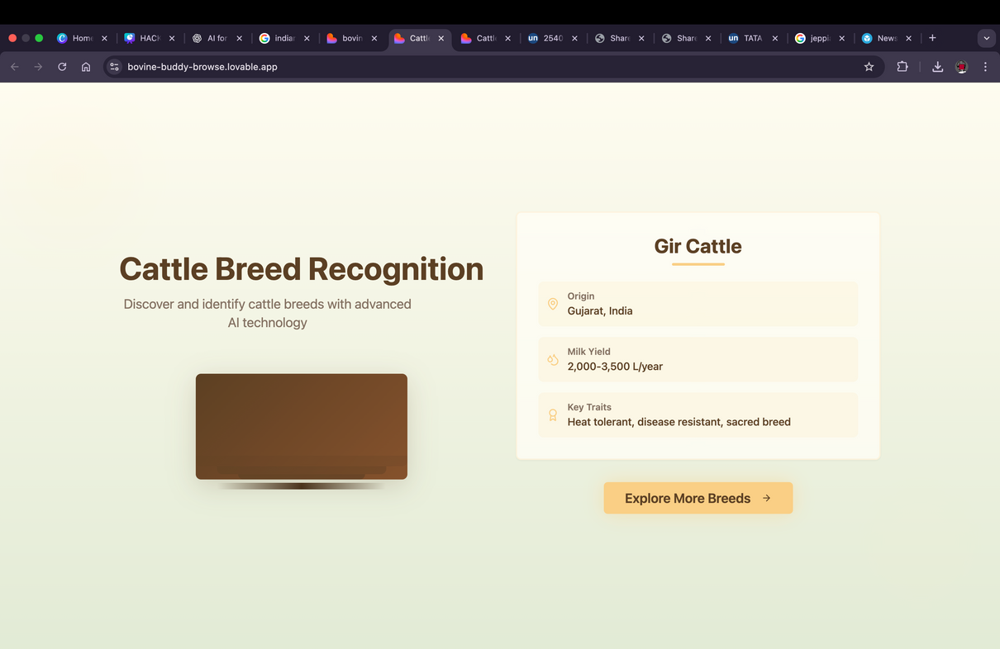 Home
HACK
AI for
indian
bovin
Cattle
Cattle
un 2540
Share
Share
un TATA
jeppi
News
bovine-buddy-browse.lovable.app
Cattle Breed Recognition
Discover and identify cattle breeds with advanced
AI technology
Gir Cattle
Origin
Gujarat, India
Milk Yield
2,000-3,500 L/year
Key Traits
Heat tolerant, disease resistant, sacred breed
Explore More Breeds